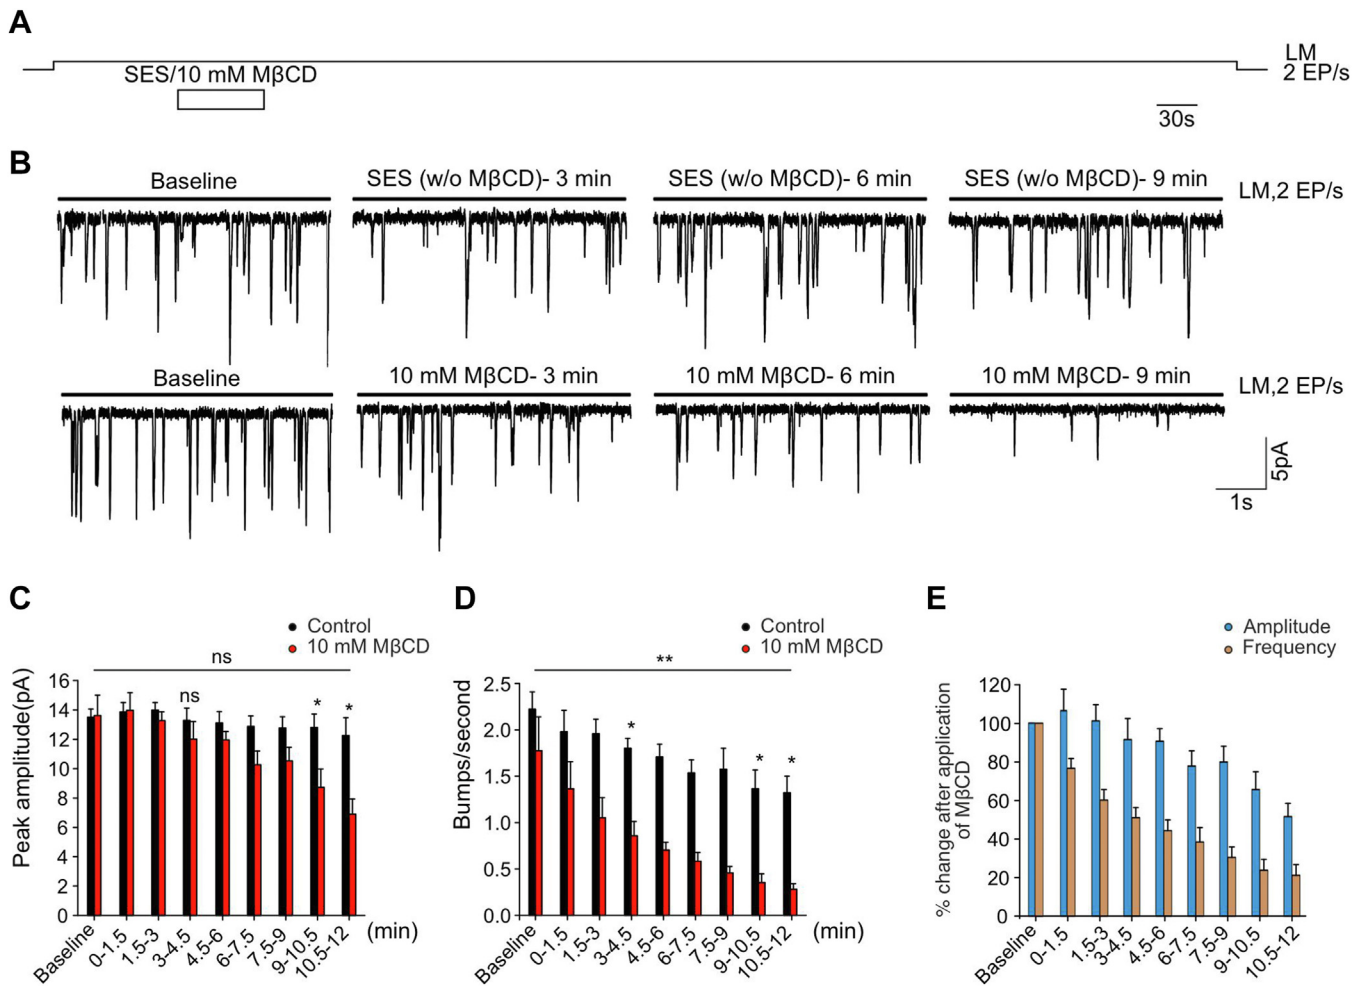 A
LM
2 EP/s
SES/10 mM MβCD
30s
B
Baseline
SES (w/o MβCD)- 3 min
SES (w/o MβCD)- 6 min
SES (w/o MβCD)- 9 min
LM,2 EP/s
Baseline
10 mM MβCD- 3 min
10 mM MβCD- 6 min
10 mM MβCD- 9 min
LM,2 EP/s
5pA
1s
C
Control
10 mM MβCD
ns
ns
*
*
Peak amplitude(pA)
16
14
12
10
8
6
4
2
0
Baseline
0-1.5
1.5-3
3-4.5
4.5-6
6-7.5
7.5-9
9-10.5
10.5-12
(min)
D
Control
10 mM MβCD
**
*
*
*
Bumps/second
2.5
2.0
1.5
1.0
0.5
0.0
Baseline
0-1.5
1.5-3
3-4.5
4.5-6
6-7.5
7.5-9
9-10.5
10.5-12
(min)
E
Amplitude
Frequency
% change after application
of MβCD
120
100
80
60
40
20
0
Baseline
0-1.5
1.5-3
3-4.5
4.5-6
6-7.5
7.5-9
9-10.5
10.5-12